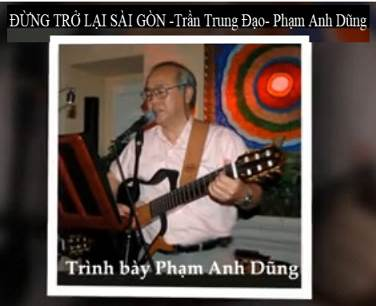 ĐỪNG TRỞ LẠI SÀI GÒN -Trần Trung Đạo- Phạm Anh Dũng
Trình bày Phạm Anh Dũng